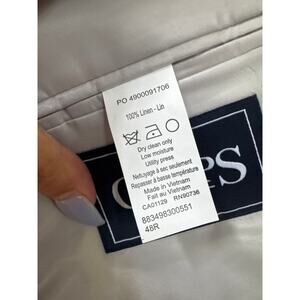 PO 4900091706
100% Linen - Lin
Dry clean only
Low moisture
Utility press
Nettoyage à sec seulement
Repasser à basse température
Made in Vietnam
Fait au Vietnam
CA01129 RN90736
883498300551
48R